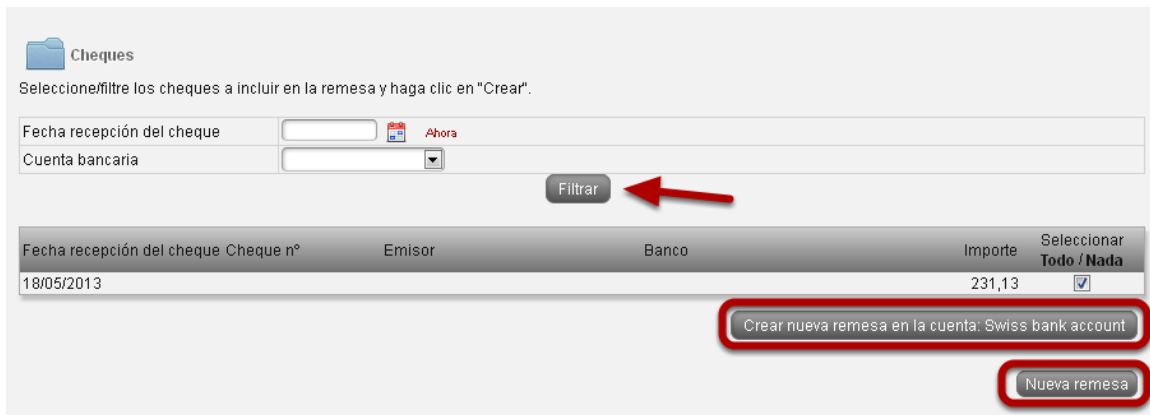 Cheques
Seleccione/filtre los cheques a incluir en la remesa y haga clic en "Crear".
Fecha recepción del cheque Ahora
Cuenta bancaria
Filtrar
Fecha recepción del cheque Cheque nº Emisor Banco Importe Seleccionar
Todo / Nada
18/05/2013 231,13
Crear nueva remesa en la cuenta: Swiss bank account
Nueva remesa